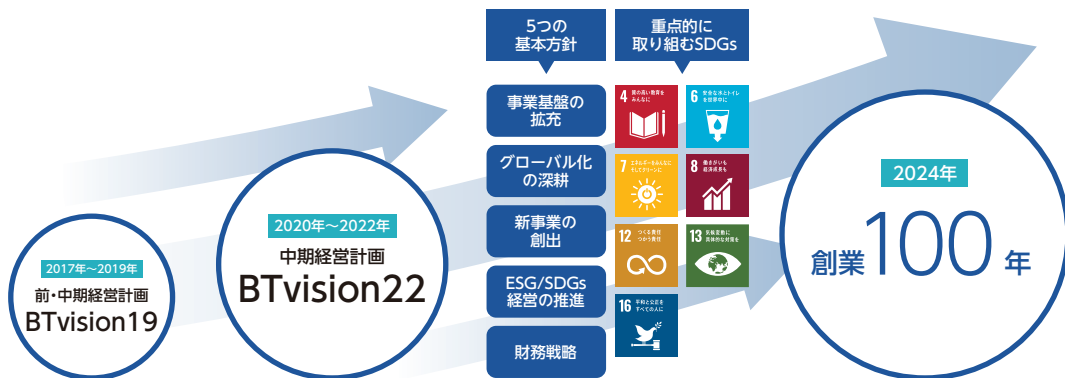 5つの
基本方針
重点的に
取り組むSDGs
2017年～2019年
前・中期経営計画
BTvision19
2020年～2022年
中期経営計画
BTvision22
事業基盤の
拡充
グローバル化
の深耕
新事業の
創出
ESG/SDGs
経営の推進
財務戦略
4 質の高い教育を
みんなに
6 安全な水とトイレ
を世界中に
7 エネルギーをみんなに
そしてクリーンに
8 働きがいも
経済成長も
12 つくる責任
つかう責任
13 気候変動に
具体的な対策を
16 平和と公正を
すべての人に
2024年
創業100年